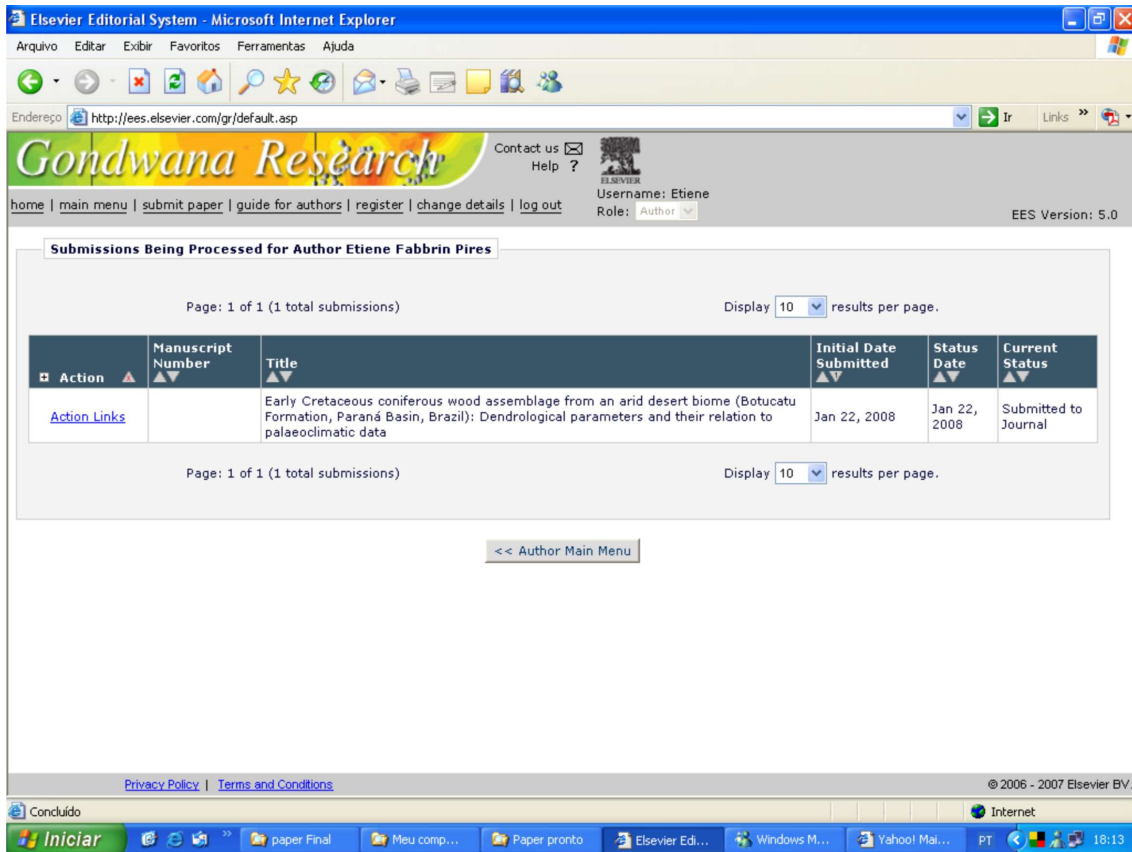 Elsevier Editorial System - Microsoft Internet Explorer
Arquivo Editar Exibir Favoritos Ferramentas Ajuda
Endereço http://ees.elsevier.com/gr/default.asp Ir Links »
Gondwana Research
Contact us
Help ?
ELSEVIER
Username: Etiene
Role: Author
home | main menu | submit paper | guide for authors | register | change details | log out
EES Version: 5.0
Submissions Being Processed for Author Etiene Fabbrin Pires
Page: 1 of 1 (1 total submissions) Display 10 results per page.
Action
Manuscript
Number
Title
Initial Date
Submitted
Status
Date
Current
Status
Action Links
Early Cretaceous coniferous wood assemblage from an arid desert biome (Botucatu
Formation, Paraná Basin, Brazil): Dendrological parameters and their relation to
palaeoclimatic data
Jan 22, 2008
Jan 22,
2008
Submitted to
Journal
Page: 1 of 1 (1 total submissions) Display 10 results per page.
<< Author Main Menu
Privacy Policy | Terms and Conditions © 2006 - 2007 Elsevier BV.
Concluído Internet
Iniciar » paper Final Meu comp... Paper pronto Elsevier Edi... Windows M... Yahoo! Mai... PT 18:13